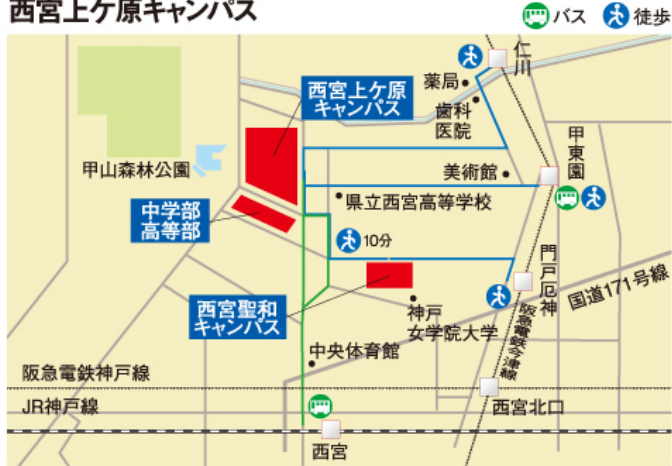 西宮上ケ原キャンパス
バス
徒歩
仁川
薬局
歯科
医院
西宮上ケ原
キャンパス
甲東園
甲山森林公園
美術館
県立西宮高等学校
中学部
高等部
10分
門戸厄神
国道171号線
西宮聖和
キャンパス
神戸
女学院大学
阪急電鉄今津線
中央体育館
阪急電鉄神戸線
JR神戸線
西宮北口
西宮